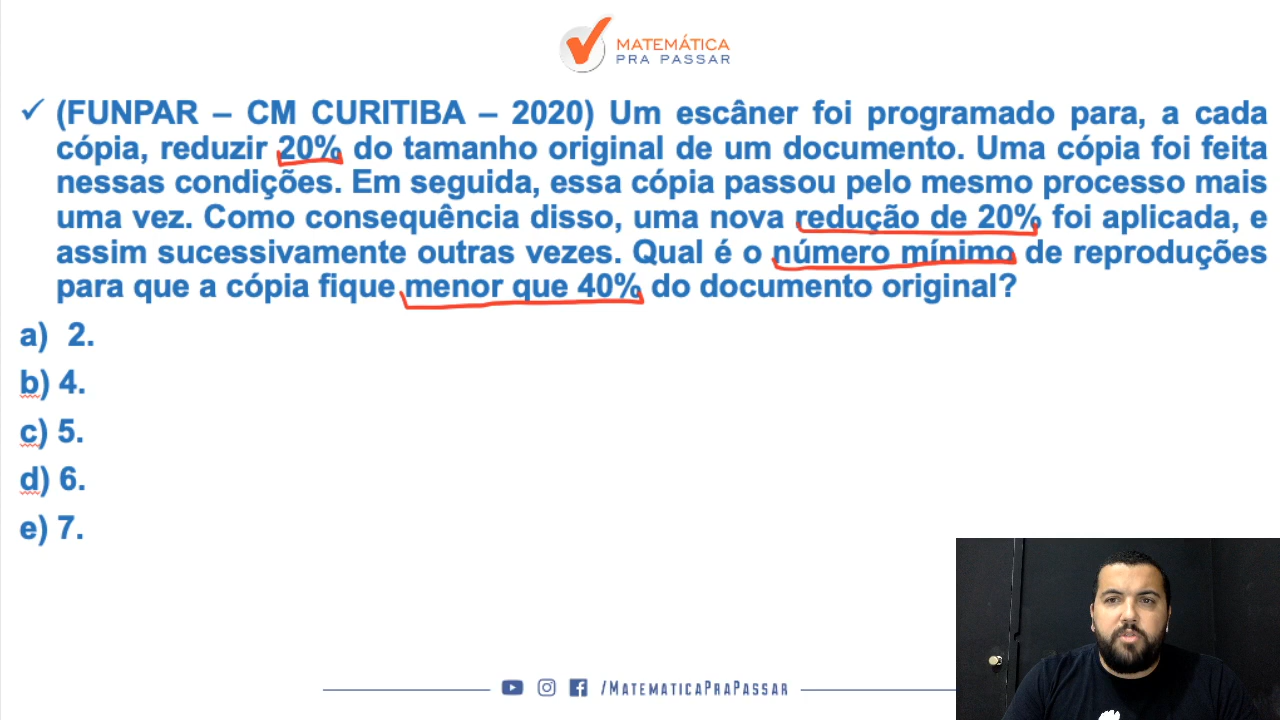 MATEMÁTICA
PRA PASSAR
✓ (FUNPAR – CM CURITIBA – 2020) Um escâner foi programado para, a cada
cópia, reduzir 20% do tamanho original de um documento. Uma cópia foi feita
nessas condições. Em seguida, essa cópia passou pelo mesmo processo mais
uma vez. Como consequência disso, uma nova redução de 20% foi aplicada, e
assim sucessivamente outras vezes. Qual é o número mínimo de reproduções
para que a cópia fique menor que 40% do documento original?
a) 2.
b) 4.
c) 5.
d) 6.
e) 7.
/MATEMATICAPRAPASSAR